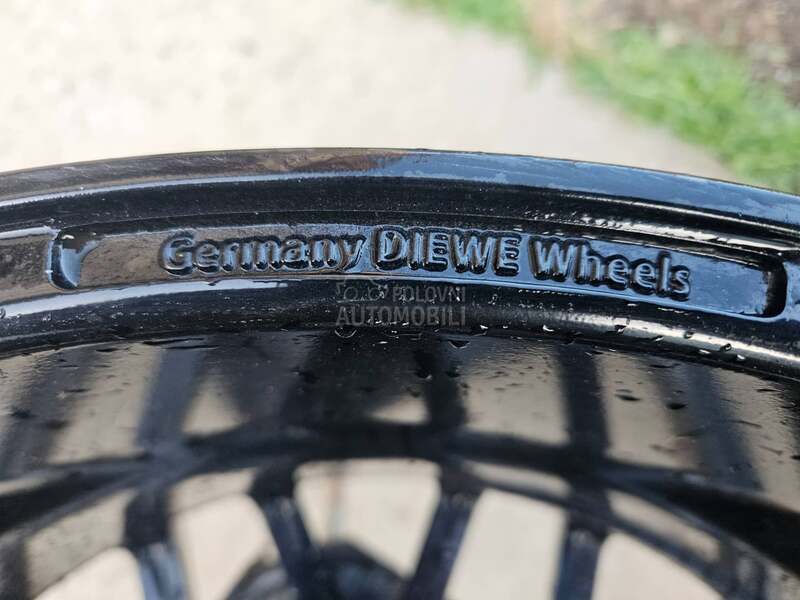 Germany DIEWE Wheels
POLOVNI
AUTOMOBILI